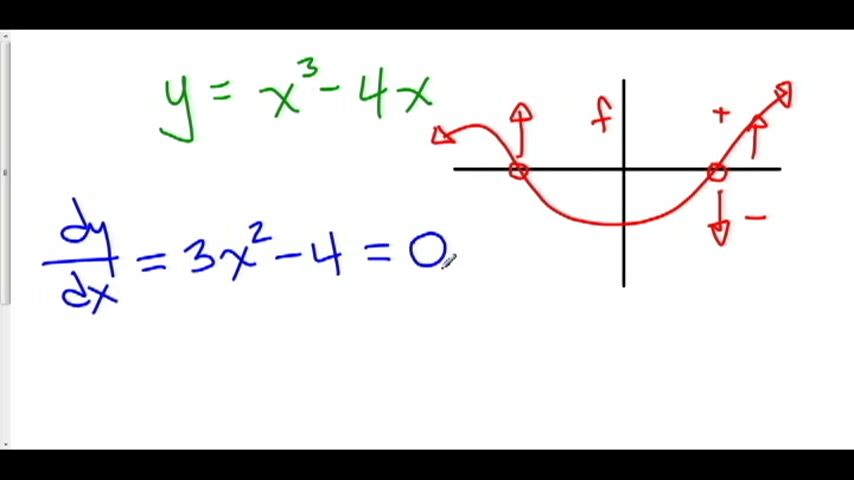 y = x³ - 4x
f
+
-
dy/dx = 3x² - 4 = 0